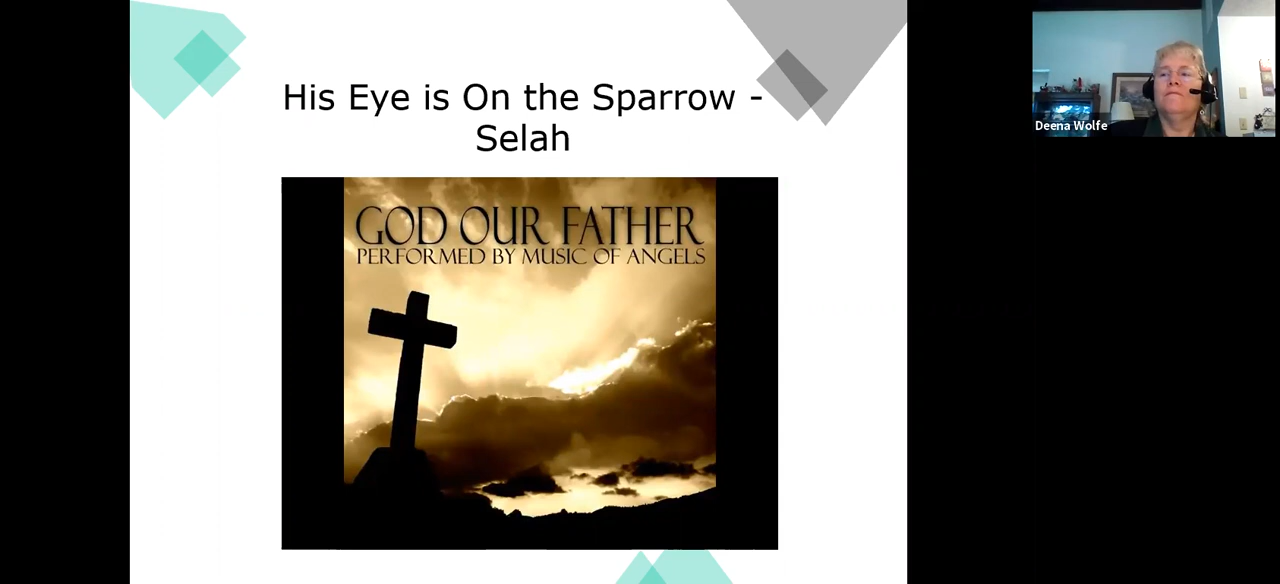 His Eye is On the Sparrow -
Selah
GOD OUR FATHER
PERFORMED BY MUSIC OF ANGELS
Deena Wolfe